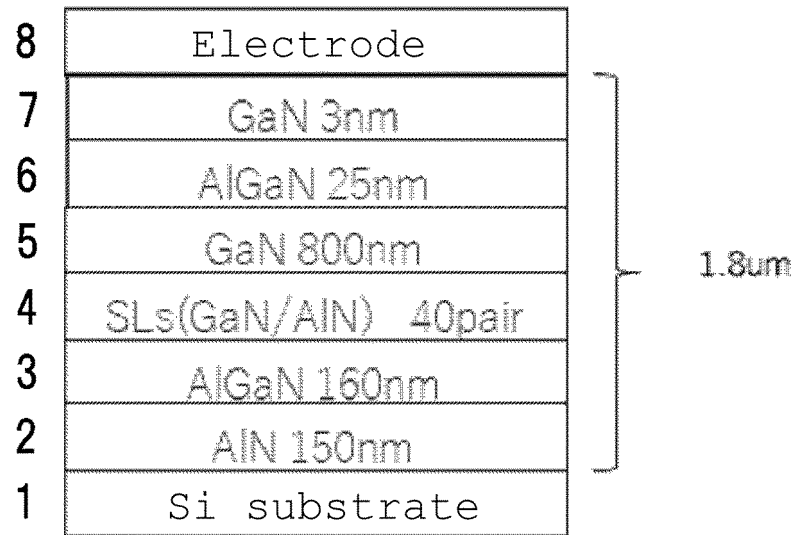 8 Electrode
7 GaN 3nm
6 AlGaN 25nm
5 GaN 800nm
1.8um
4 SLs(GaN/AlN) 40pair
3 AlGaN 160nm
2 AlN 150nm
1 Si substrate